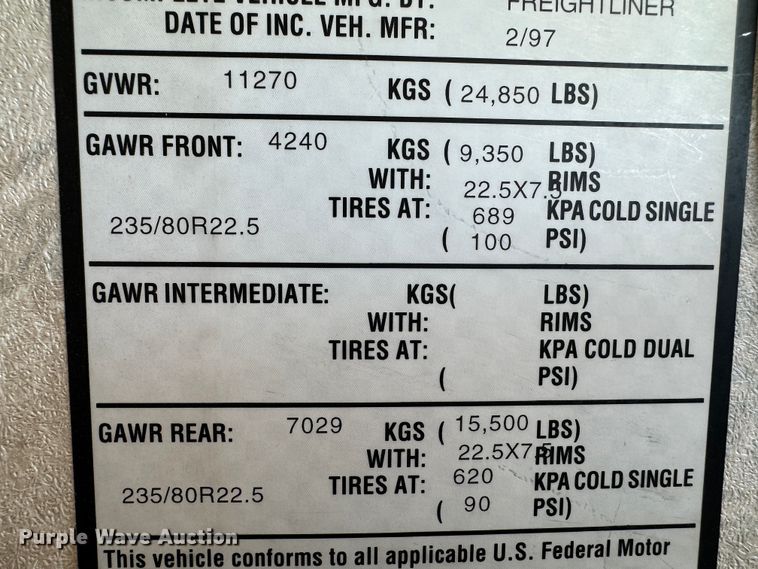 INCOMPLETE VEHICLE MFG. BY: FREIGHTLINER
DATE OF INC. VEH. MFR: 2/97
GVWR: 11270 KGS ( 24,850 LBS)
GAWR FRONT: 4240 KGS ( 9,350 LBS)
WITH: 22.5X7.5 RIMS
TIRES AT: 689 KPA COLD SINGLE
235/80R22.5 ( 100 PSI)
GAWR INTERMEDIATE: KGS( LBS)
WITH: RIMS
TIRES AT: KPA COLD DUAL
( PSI)
GAWR REAR: 7029 KGS ( 15,500 LBS)
WITH: 22.5X7.5 RIMS
TIRES AT: 620 KPA COLD SINGLE
235/80R22.5 ( 90 PSI)
Purple Wave Auction
This vehicle conforms to all applicable U.S. Federal Motor